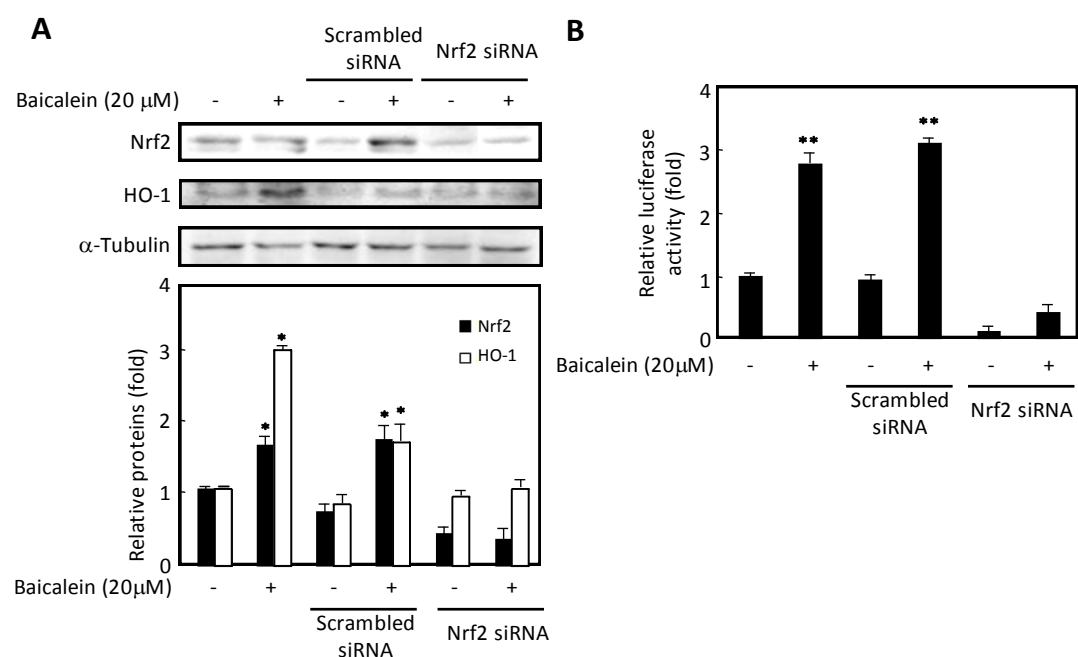 A
Scrambled
siRNA
Nrf2 siRNA
Baicalein (20 μM) - + - + - +
Nrf2
HO-1
α-Tubulin
4
3
2
1
0
Relative proteins (fold)
Nrf2
HO-1
*
*
*
*
Baicalein (20μM) - + - + - +
Scrambled
siRNA
Nrf2 siRNA
B
4
3
2
1
0
Relative luciferase
activity (fold)
**
**
Baicalein (20μM) - + - + - +
Scrambled
siRNA
Nrf2 siRNA